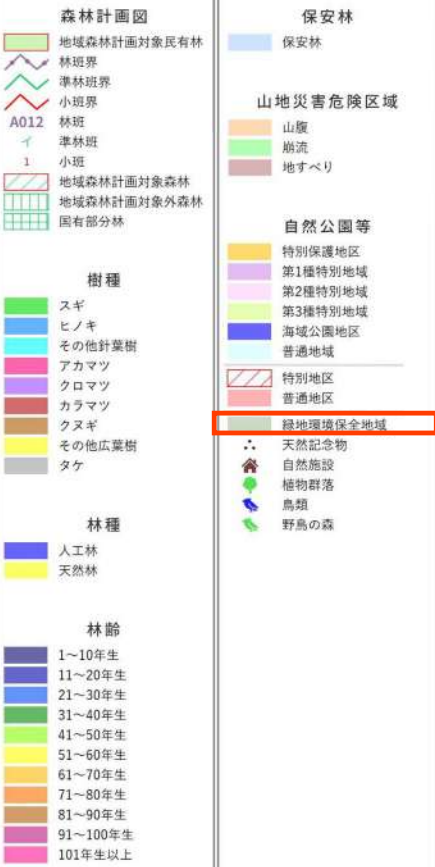 森林計画図
地域森林計画対象民有林
林班界
準林班界
小班界
A012 林班
イ 準林班
1 小班
地域森林計画対象森林
地域森林計画対象外森林
国有部分林
樹種
スギ
ヒノキ
その他針葉樹
アカマツ
クロマツ
カラマツ
クヌギ
その他広葉樹
タケ
林種
人工林
天然林
林齢
1～10年生
11～20年生
21～30年生
31～40年生
41～50年生
51～60年生
61～70年生
71～80年生
81～90年生
91～100年生
101年生以上
保安林
保安林
山地災害危険区域
山腹
崩流
地すべり
自然公園等
特別保護地区
第1種特別地域
第2種特別地域
第3種特別地域
海域公園地区
普通地域
特別地区
普通地区
緑地環境保全地域
天然記念物
自然施設
植物群落
鳥類
野鳥の森